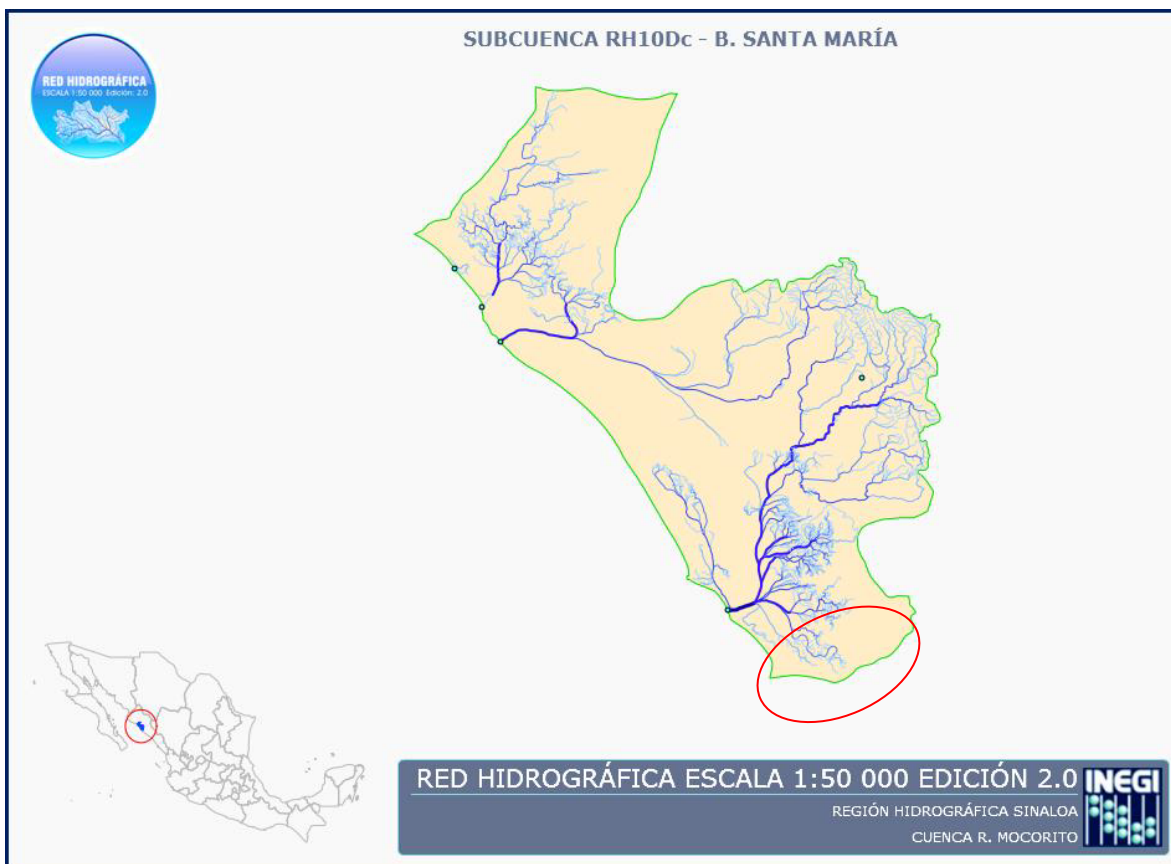 SUBCUENCA RH10Dc - B. SANTA MARÍA
RED HIDROGRÁFICA
ESCALA 1:50 000 Edición: 2.0
RED HIDROGRÁFICA ESCALA 1:50 000 EDICIÓN 2.0
INEGI
REGIÓN HIDROGRÁFICA SINALOA
CUENCA R. MOCORITO